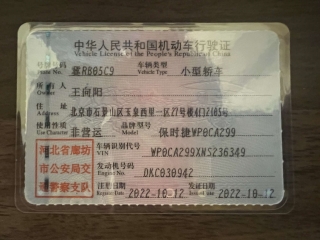 中华人民共和国机动车行驶证
Vehicle License of the People's Republic of China
号牌号码 冀R805C9 车辆类型 小型轿车
Plate No. Vehicle Type
所有人 王向阳
Owner
住址 北京市石景山区玉泉西里一区27号楼4门2105号
Address
使用性质 非营运 品牌型号 保时捷WP0CA299
Use Character Model
河北省廊坊 车辆识别代号 WP0CA299XNS236349
VIN
市公安局交 发动机号码 DKC030942
Engine No.
通警察支队 注册日期 2022-10-12 发证日期 2022-10-12
Register Date Issue Date